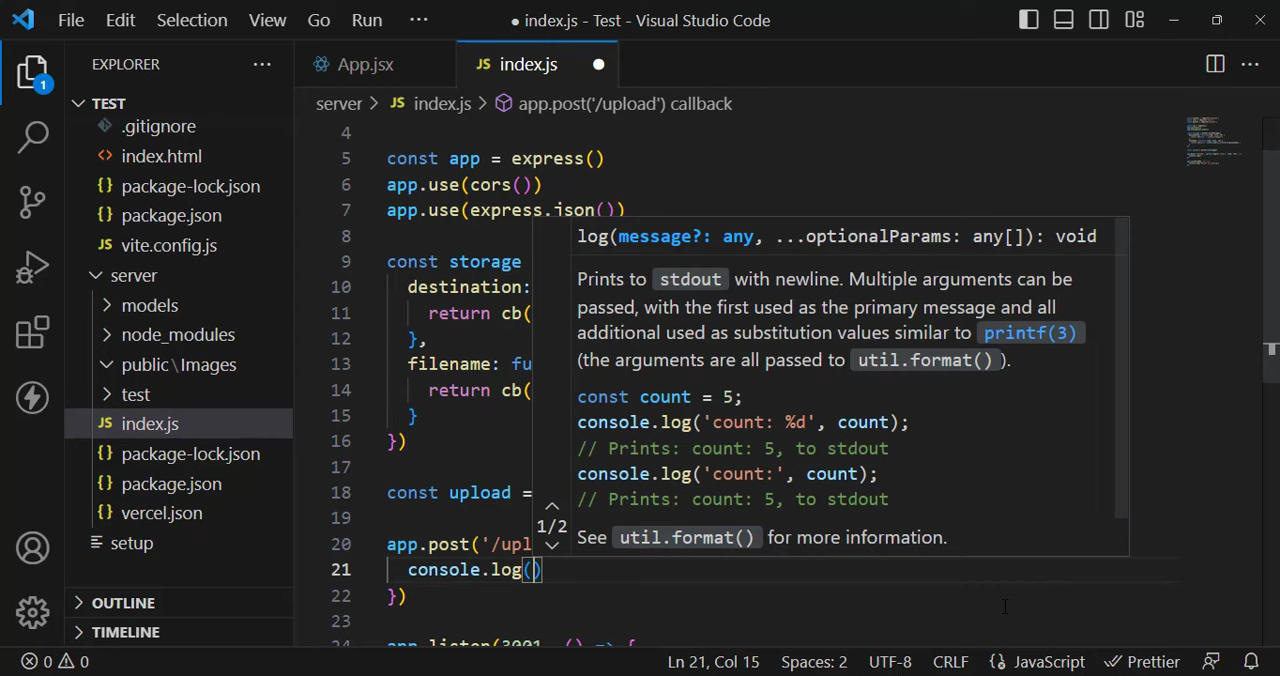 File Edit Selection View Go Run ··· ● index.js - Test - Visual Studio Code
EXPLORER ···
App.jsx
JS index.js ●
1
TEST
.gitignore
<> index.html
{} package-lock.json
{} package.json
JS vite.config.js
server
models
node_modules
public\Images
test
JS index.js
{} package-lock.json
{} package.json
{} vercel.json
setup
OUTLINE
TIMELINE
server > JS index.js > app.post('/upload') callback
4
5 const app = express()
6 app.use(cors())
7 app.use(express.json())
8
9 const storage
10 destination:
11 return cb(
12 },
13 filename: fu
14 return cb(
15 }
16 })
17
18 const upload =
19
20 app.post('/upl
21 console.log()
22 })
23
24 app.listen(3001, () => {
log(message?: any, ...optionalParams: any[]): void
Prints to stdout with newline. Multiple arguments can be
passed, with the first used as the primary message and all
additional used as substitution values similar to printf(3)
(the arguments are all passed to util.format() ).
const count = 5;
console.log('count: %d', count);
// Prints: count: 5, to stdout
console.log('count:', count);
// Prints: count: 5, to stdout
1/2
See util.format() for more information.
0 0 Ln 21, Col 15 Spaces: 2 UTF-8 CRLF {} JavaScript Prettier